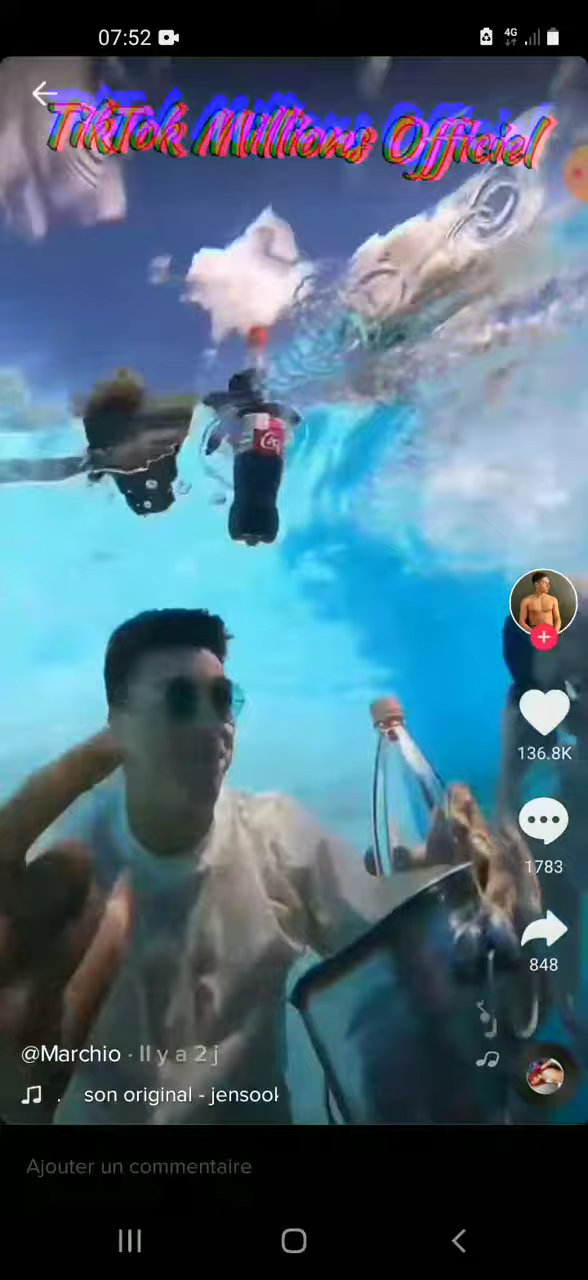 07:52
4G
TikTok Millions Officiel
136.8K
1783
848
@Marchio · Il y a 2 j
. son original - jensook
Ajouter un commentaire